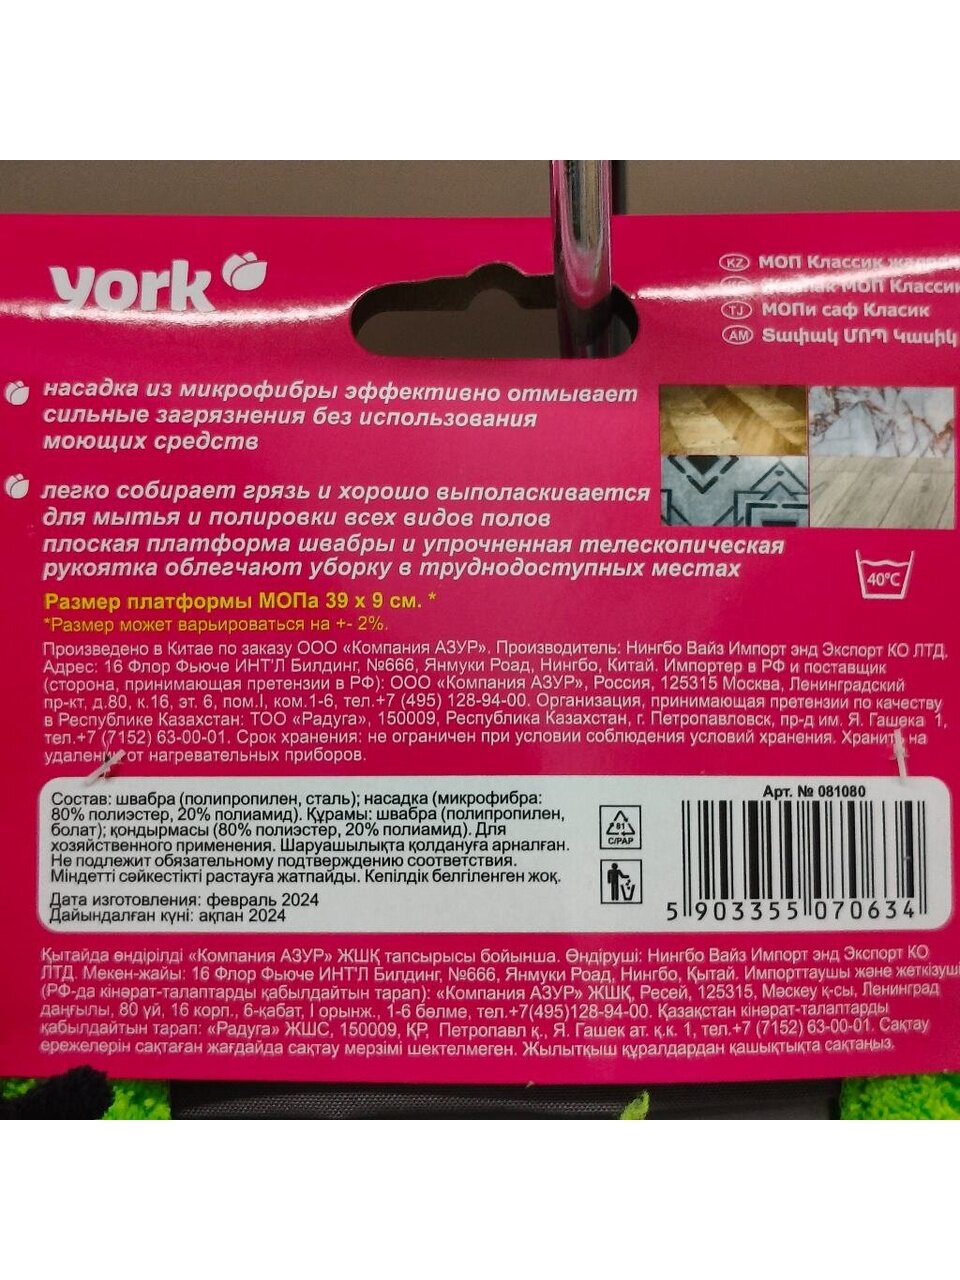 york
KZ МОП Классик
МОП Классик
TJ МОПи саф Класик
AM Տափակ ՄՈՊ Կասիկ
насадка из микрофибры эффективно отмывает
сильные загрязнения без использования
моющих средств
легко собирает грязь и хорошо выполаскивается
для мытья и полировки всех видов полов
плоская платформа швабры и упрочненная телескопическая
рукоятка облегчают уборку в труднодоступных местах
40°C
Размер платформы МОПа 39 x 9 см. *
*Размер может варьироваться на +- 2%.
Произведено в Китае по заказу ООО «Компания АЗУР». Производитель: Нингбо Вайз Импорт энд Экспорт КО ЛТД.
Адрес: 16 Флор Фьюче ИНТ'Л Билдинг, №666, Янмуки Роад, Нингбо, Китай. Импортер в РФ и поставщик
(сторона, принимающая претензии в РФ): ООО «Компания АЗУР», Россия, 125315 Москва, Ленинградский
пр-кт, д.80, к.16, эт. 6, пом.I, ком.1-6, тел.+7 (495) 128-94-00. Организация, принимающая претензии по качеству
в Республике Казахстан: ТОО «Радуга», 150009, Республика Казахстан, г. Петропавловск, пр-д им. Я. Гашека 1,
тел.+7 (7152) 63-00-01. Срок хранения: не ограничен при условии соблюдения условий хранения. Хранить на
удалении от нагревательных приборов.
Состав: швабра (полипропилен, сталь); насадка (микрофибра:
80% полиэстер, 20% полиамид). Құрамы: швабра (полипропилен,
болат); қондырмасы (80% полиэстер, 20% полиамид). Для
хозяйственного применения. Шаруашылықта қолдануға арналған.
Не подлежит обязательному подтверждению соответствия.
Міндетті сәйкестікті растауға жатпайды. Кепілдік белгіленген жоқ.
Дата изготовления: февраль 2024
Дайындалған күні: ақпан 2024
81
C/PAP
Арт. № 081080
5 903355 070634
Қытайда өндірілді «Компания АЗУР» ЖШҚ тапсырысы бойынша. Өндіруші: Нингбо Вайз Импорт энд Экспорт КО
ЛТД. Мекен-жайы: 16 Флор Фьюче ИНТ'Л Билдинг, №666, Янмуки Роад, Нингбо, Қытай. Импорттаушы және жеткізуші
(РФ-да кінәрат-талаптарды қабылдайтын тарап): «Компания АЗУР» ЖШҚ, Ресей, 125315, Мәскеу қ-сы, Ленинград
даңғылы, 80 үй, 16 корп., 6-қабат, I орынж., 1-6 бөлме, тел.+7(495)128-94-00. Қазақстан кінәрат-талаптарды
қабылдайтын тарап: «Радуга» ЖШС, 150009, ҚР, Петропавл қ., Я. Гашек ат. қ.к. 1, тел.+7 (7152) 63-00-01. Сақтау
ережелерін сақтаған жағдайда сақтау мерзімі шектелмеген. Жылытқыш құралдардан қашықтықта сақтаңыз.